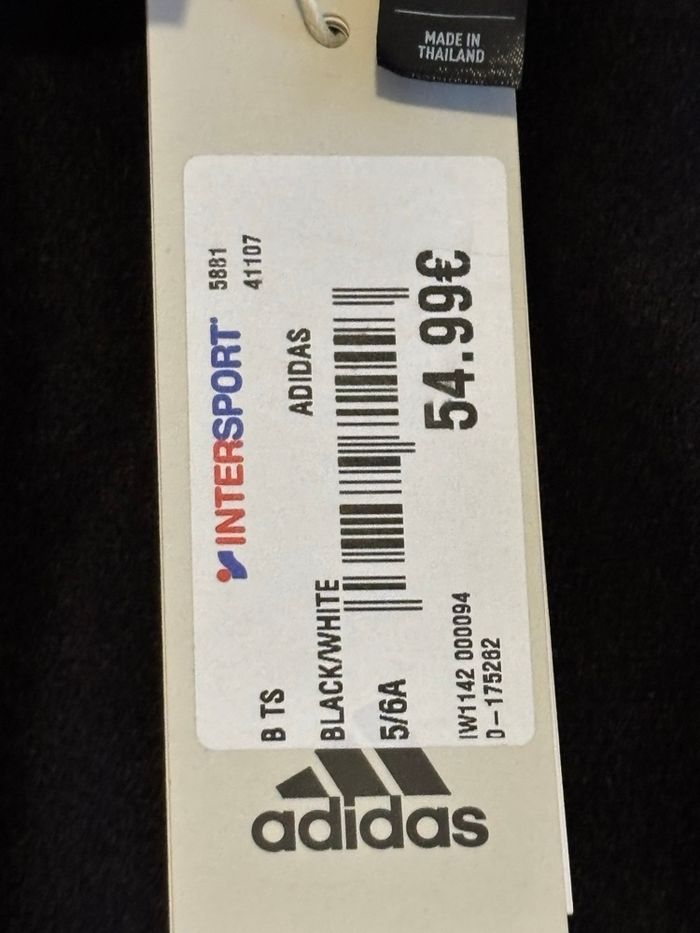 MADE IN
THAILAND
INTERSPORT
5881
41107
B TS
ADIDAS
BLACK/WHITE
5/6A
54.99€
IW1142 000094
0-175282
adidas